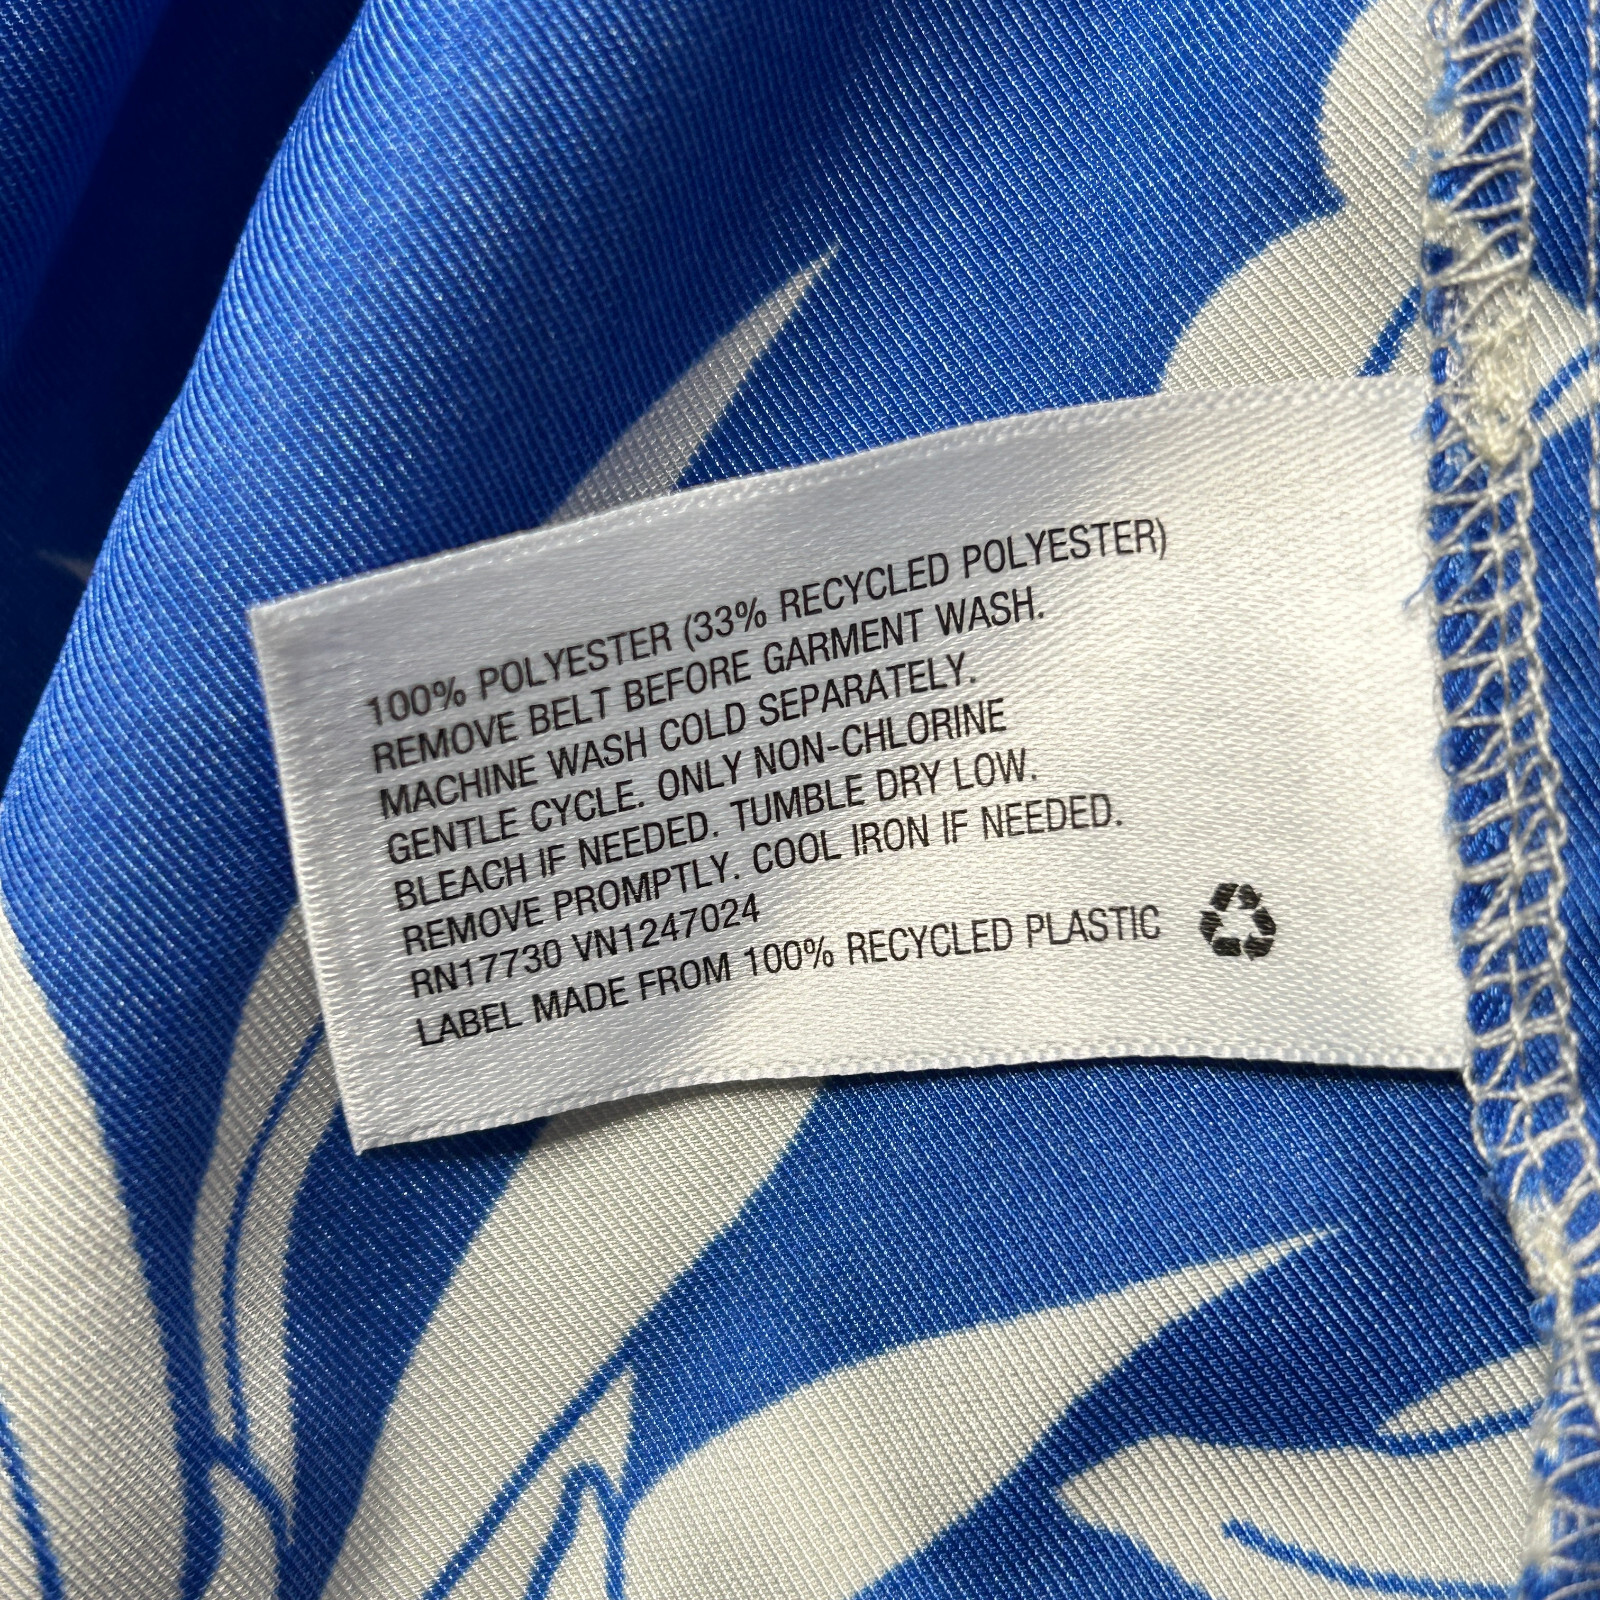 100% POLYESTER (33% RECYCLED POLYESTER)
REMOVE BELT BEFORE GARMENT WASH.
MACHINE WASH COLD SEPARATELY.
GENTLE CYCLE. ONLY NON-CHLORINE
BLEACH IF NEEDED. TUMBLE DRY LOW.
REMOVE PROMPTLY. COOL IRON IF NEEDED.
RN17730 VN1247024
LABEL MADE FROM 100% RECYCLED PLASTIC